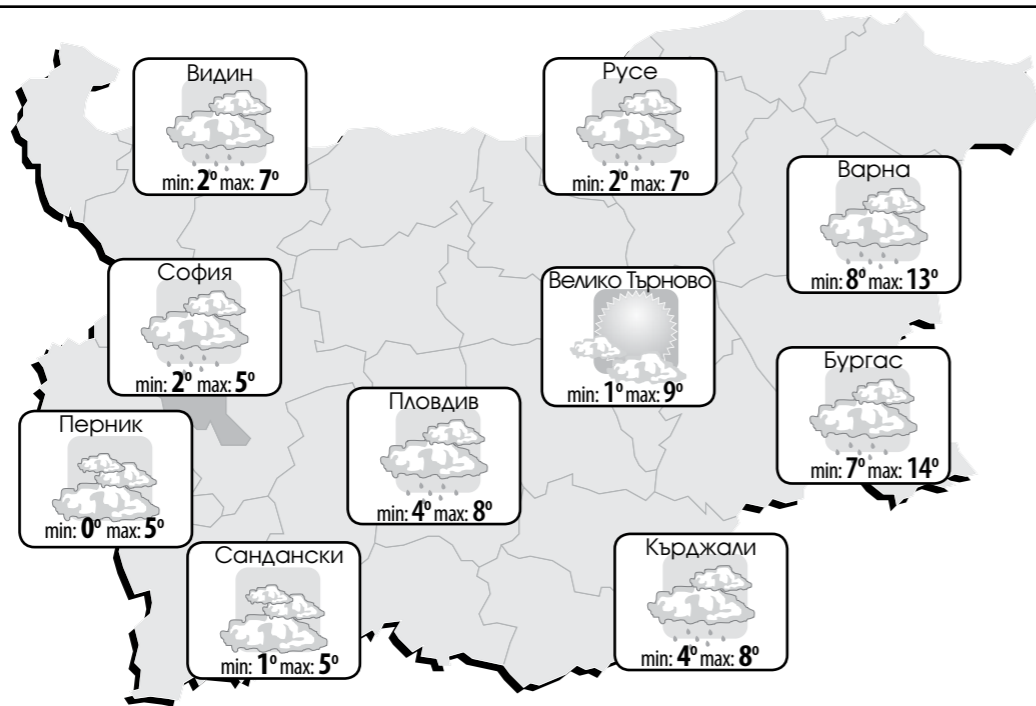 Видин
min: 2° max: 7°
Русе
min: 2° max: 7°
Варна
min: 8° max: 13°
София
min: 2° max: 5°
Велико Търново
min: 1° max: 9°
Бургас
min: 7° max: 14°
Пловдив
min: 4° max: 8°
Перник
min: 0° max: 5°
Сандански
min: 1° max: 5°
Кърджали
min: 4° max: 8°